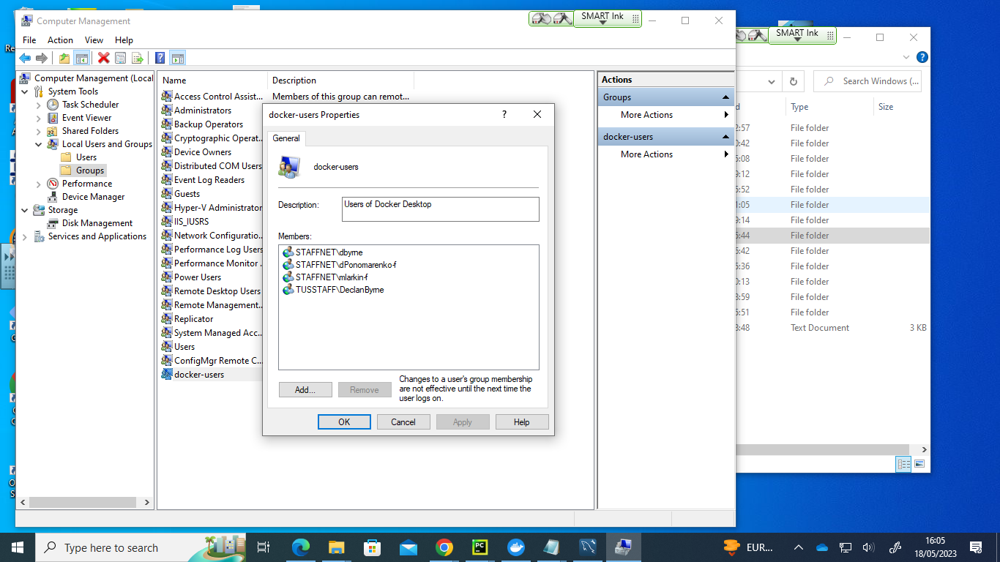 Computer Management
SMART Ink
File Action View Help
SMART Ink
Computer Management (Local
System Tools
Task Scheduler
Event Viewer
Shared Folders
Local Users and Groups
Users
Groups
Performance
Device Manager
Storage
Disk Management
Services and Applications
Name Description
Access Control Assist... Members of this group can remot...
Administrators
Backup Operators
Cryptographic Operat...
Device Owners
Distributed COM Users
Event Log Readers
Guests
Hyper-V Administrator
IIS_IUSRS
Network Configuratio..
Performance Log Users
Performance Monitor .
Power Users
Remote Desktop Users
Remote Management..
Replicator
System Managed Acc..
Users
ConfigMgr Remote C...
docker-users
docker-users Properties ?
General
docker-users
Description: Users of Docker Desktop
Members:
STAFFNET\dbyrne
STAFFNET\dPonomarenko-f
STAFFNET\mlarkin-f
TUSSTAFF\DeclanByrne
Add... Remove
Changes to a user's group membership
are not effective until the next time the
user logs on.
OK Cancel Apply Help
Actions
Groups
More Actions
docker-users
More Actions
Search Windows (...
Type Size
2:57 File folder
0:42 File folder
6:08 File folder
9:12 File folder
5:52 File folder
1:05 File folder
9:14 File folder
5:44 File folder
5:42 File folder
5:36 File folder
0:13 File folder
3:59 File folder
5:51 File folder
3:48 Text Document 3 KB
Type here to search
PC
EUR...
16:05
18/05/2023